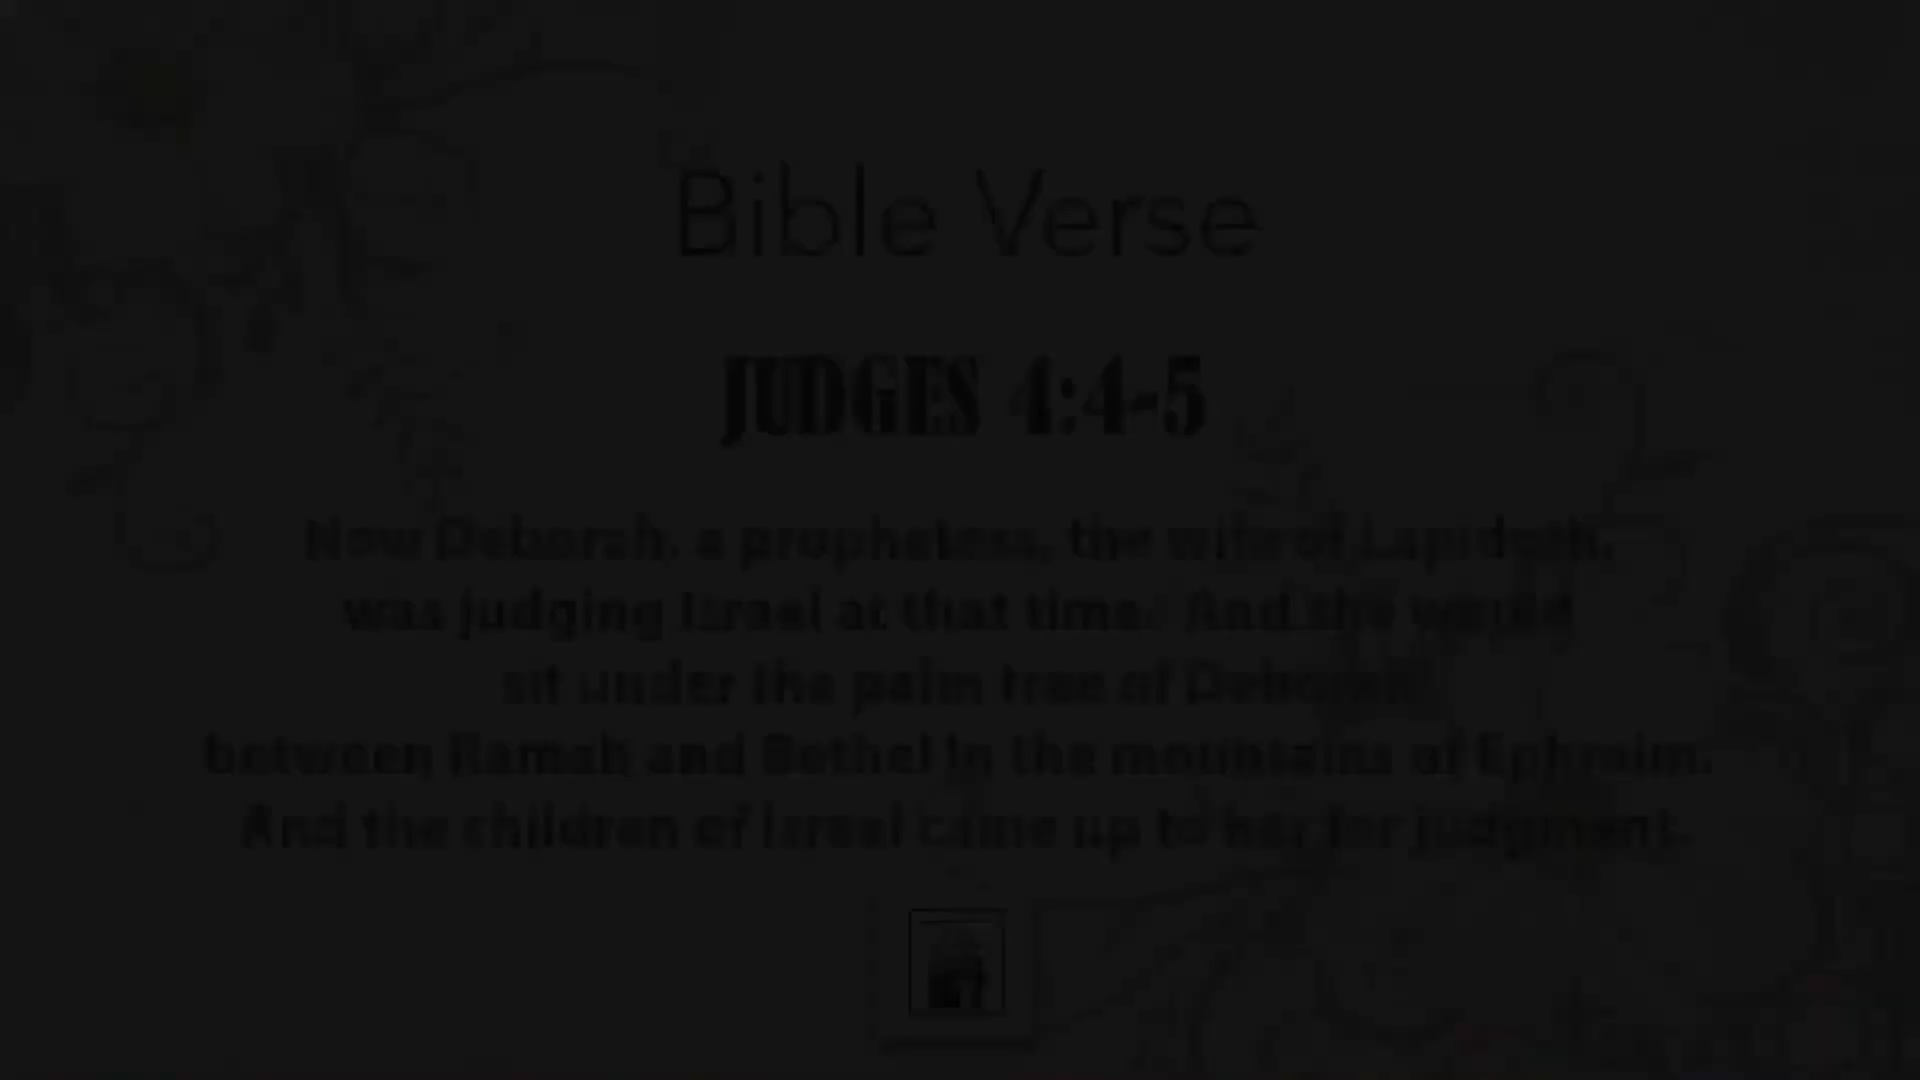 Bible Verse
JUDGES 4:4-5
Now Deborah, a prophetess, the wife of Lapidoth,
was judging Israel at that time. And she would
sit under the palm tree of Deborah
between Ramah and Bethel in the mountains of Ephraim.
And the children of Israel came up to her for judgment.